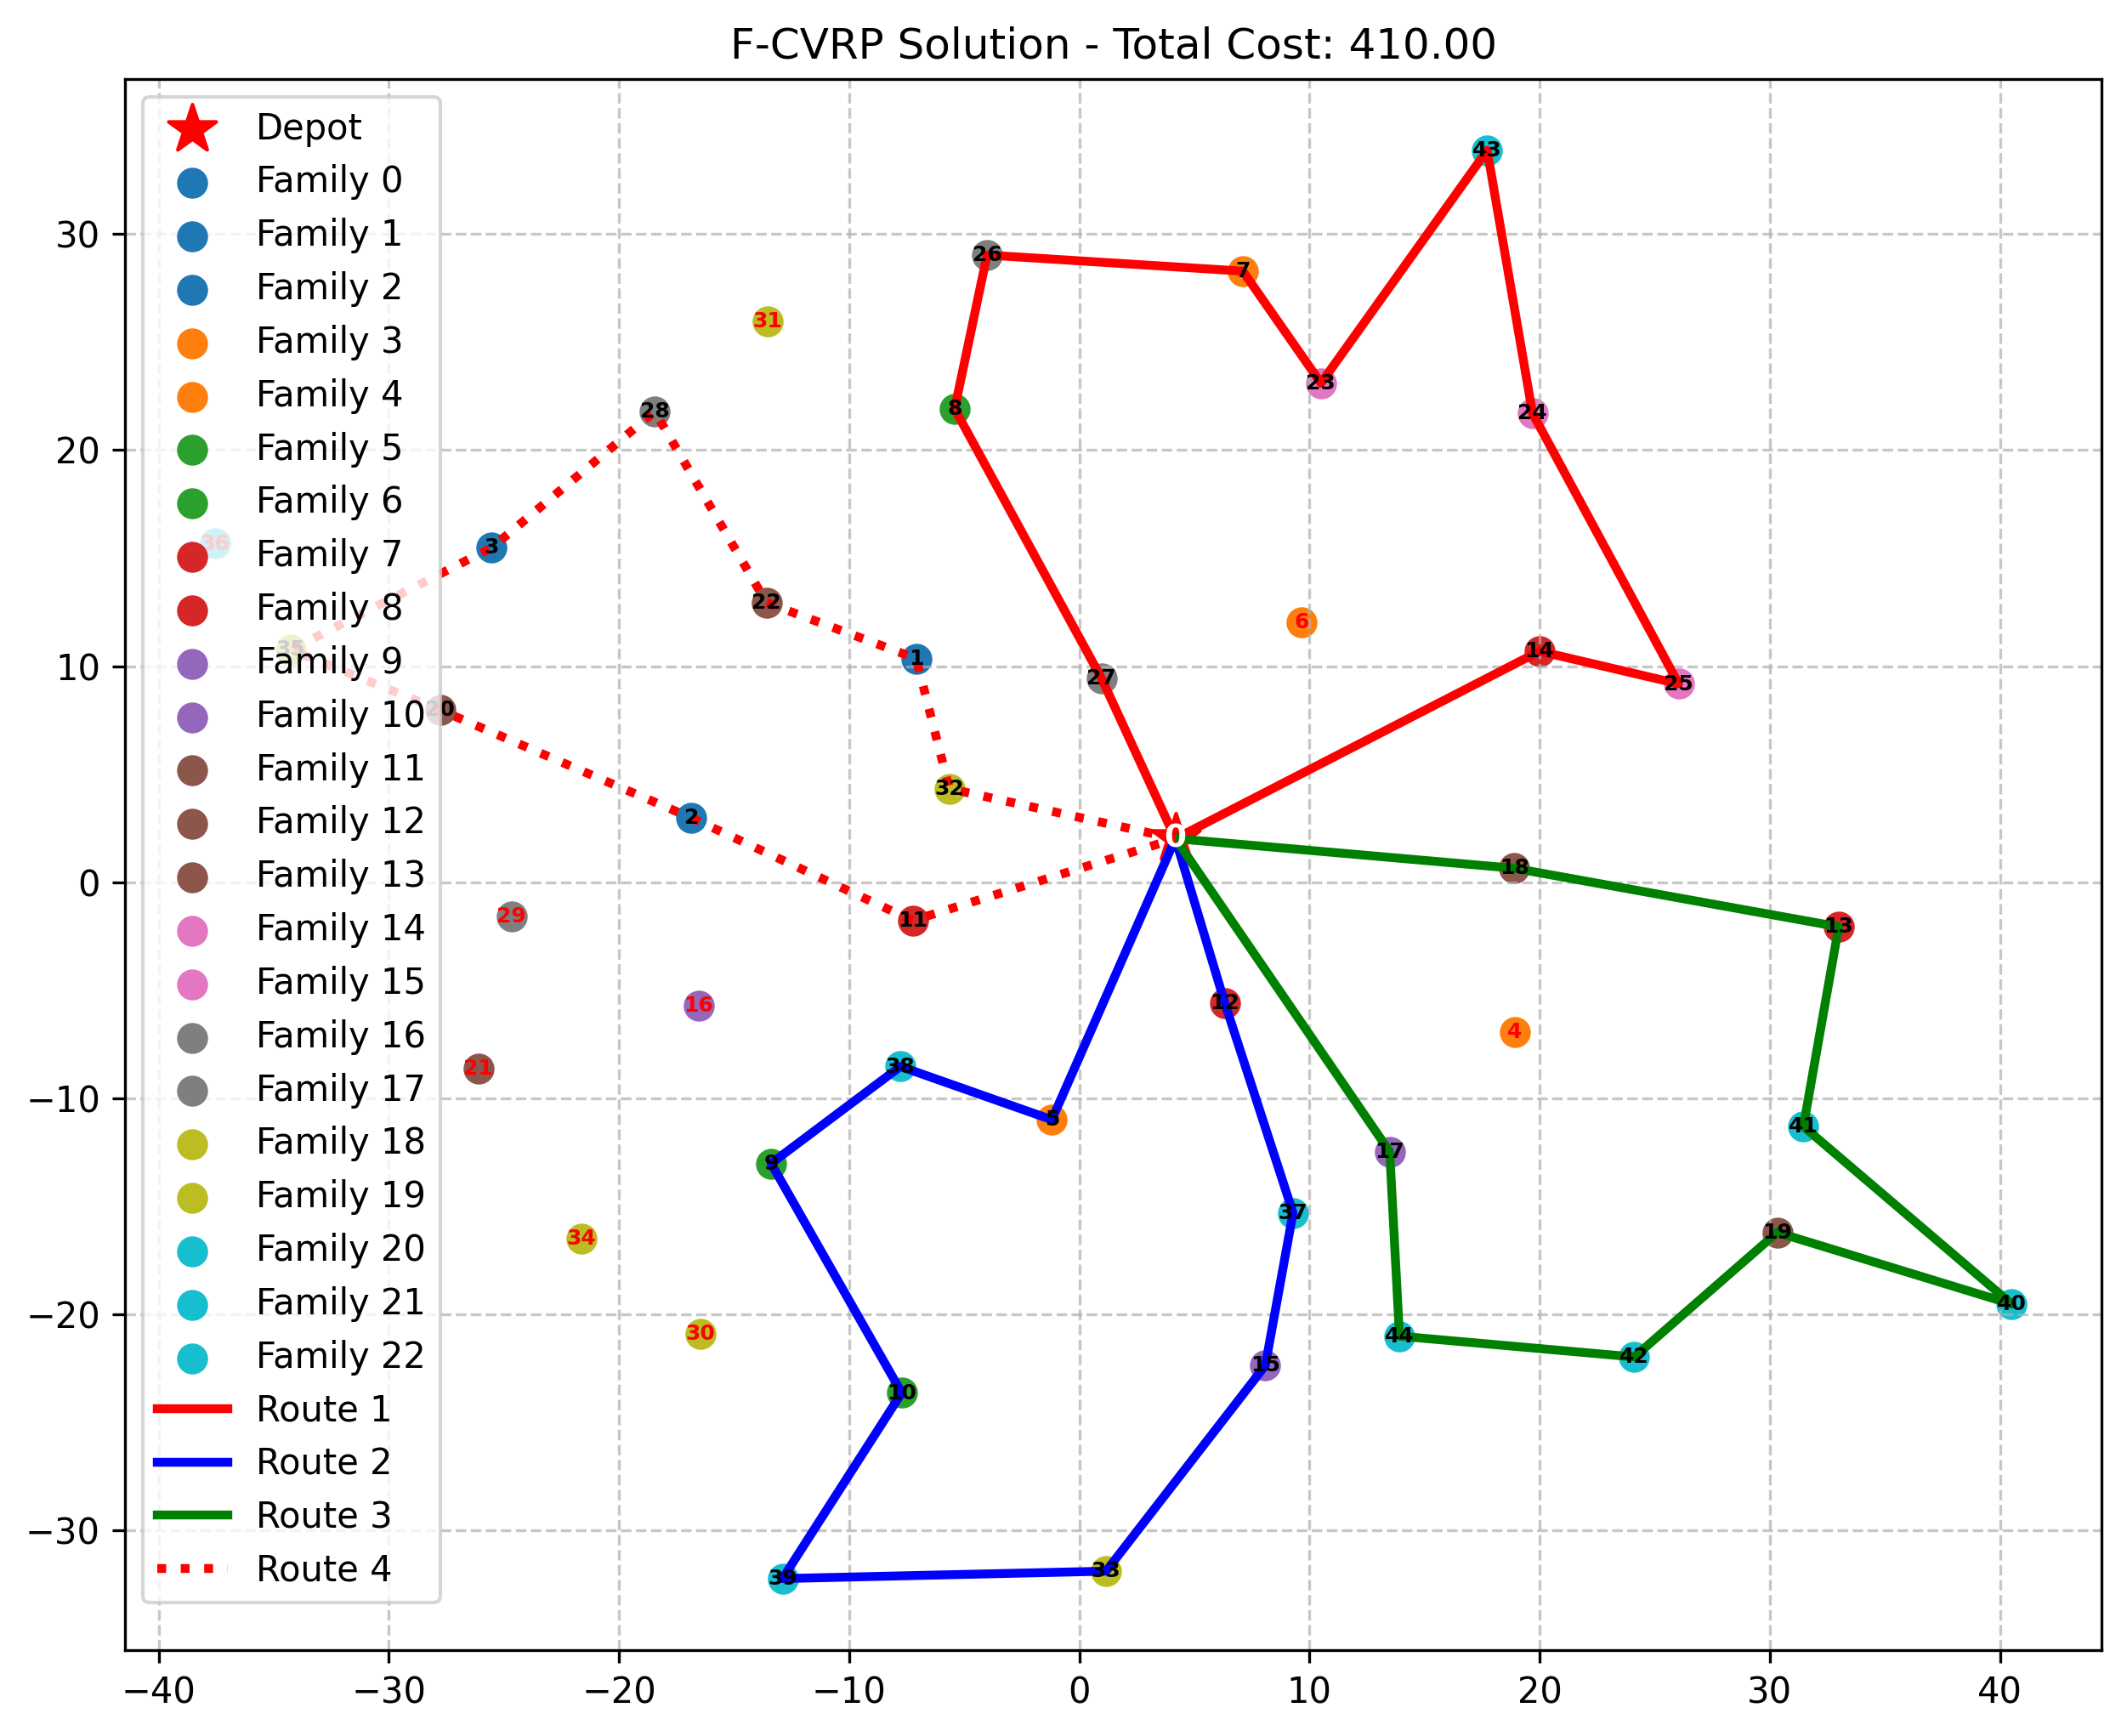 F-CVRP Solution - Total Cost: 410.00
Depot
Family 0
Family 1
Family 2
Family 3
Family 4
Family 5
Family 6
Family 7
Family 8
Family 9
Family 10
Family 11
Family 12
Family 13
Family 14
Family 15
Family 16
Family 17
Family 18
Family 19
Family 20
Family 21
Family 22
Route 1
Route 2
Route 3
Route 4
30
20
10
0
−10
−20
−30
−40
−30
−20
−10
0
10
20
30
40
43
26
7
31
23
8
28
24
36
3
6
22
35
14
1
27
25
20
32
2
0
18
29
11
13
16
12
4
21
38
5
41
17
9
37
19
34
40
30
44
42
15
10
33
39